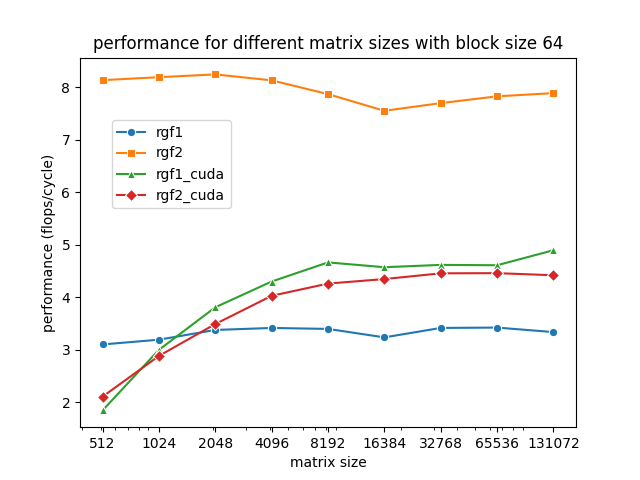 performance for different matrix sizes with block size 64
8
7
6
5
4
3
2
performance (flops/cycle)
rgf1
rgf2
rgf1_cuda
rgf2_cuda
512 1024 2048 4096 8192 16384 32768 65536 131072
matrix size